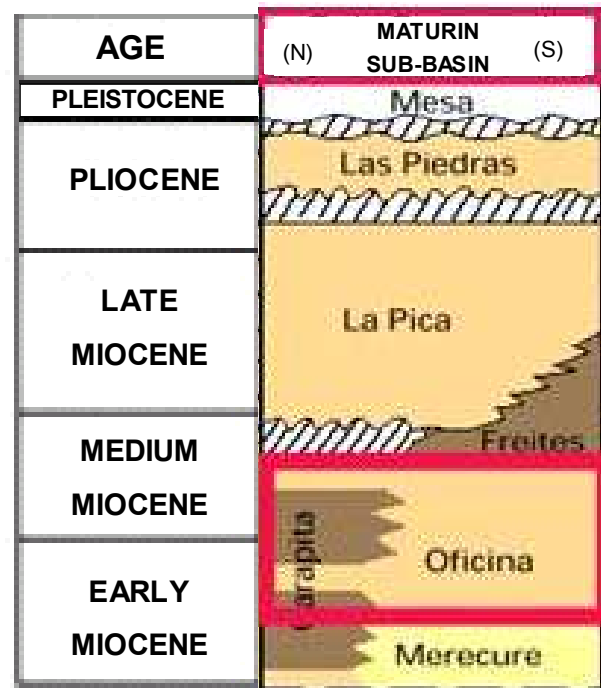 AGE
(N)
MATURIN
SUB-BASIN
(S)
PLEISTOCENE
Mesa
PLIOCENE
Las Piedras
LATE
MIOCENE
La Pica
MEDIUM
MIOCENE
Freites
Carapita
Oficina
EARLY
MIOCENE
Merecure